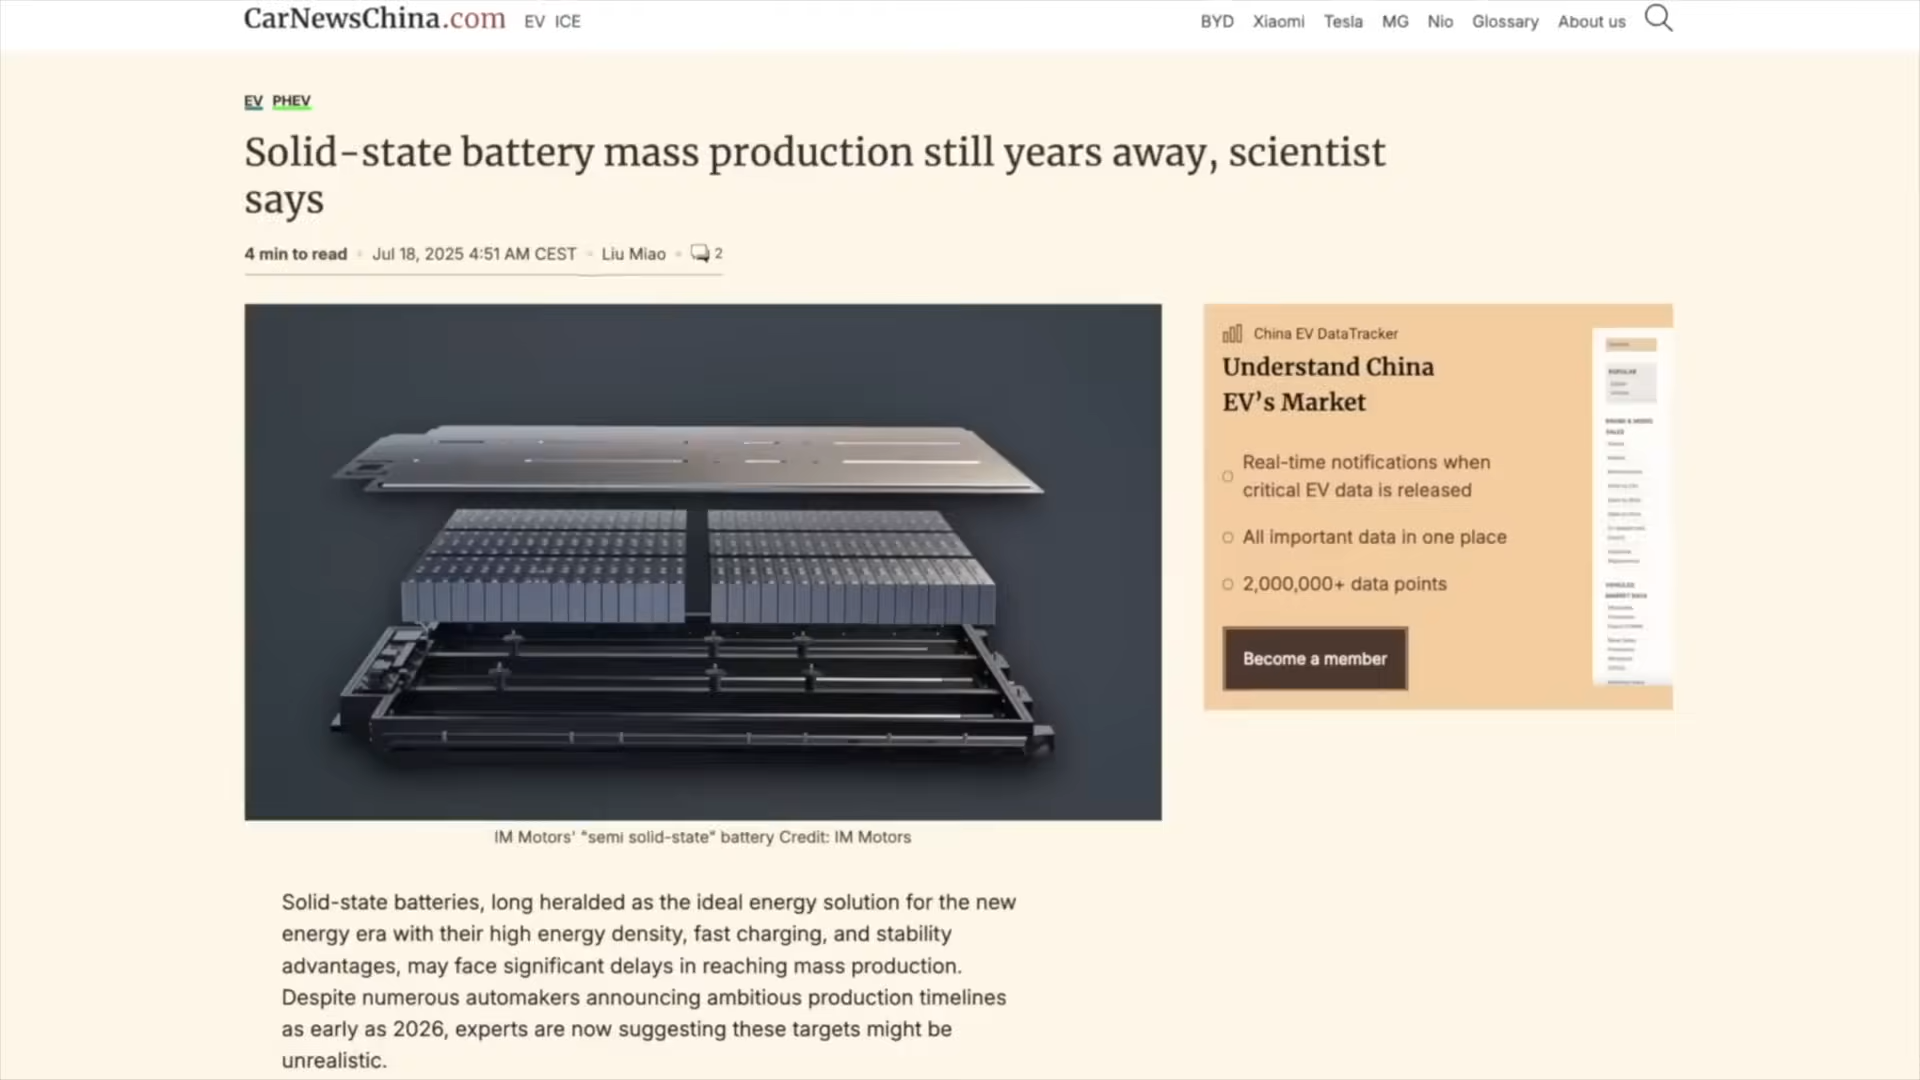 CarNewsChina.com EV ICE BYD Xiaomi Tesla MG Nio Glossary About us
EV PHEV
Solid-state battery mass production still years away, scientist
says
4 min to read • Jul 18, 2025 4:51 AM CEST • Liu Miao • 2
IM Motors' "semi solid-state" battery Credit: IM Motors
Solid-state batteries, long heralded as the ideal energy solution for the new
energy era with their high energy density, fast charging, and stability
advantages, may face significant delays in reaching mass production.
Despite numerous automakers announcing ambitious production timelines
as early as 2026, experts are now suggesting these targets might be
unrealistic.
China EV DataTracker
Understand China
EV’s Market
Real-time notifications when
critical EV data is released
All important data in one place
2,000,000+ data points
Become a member